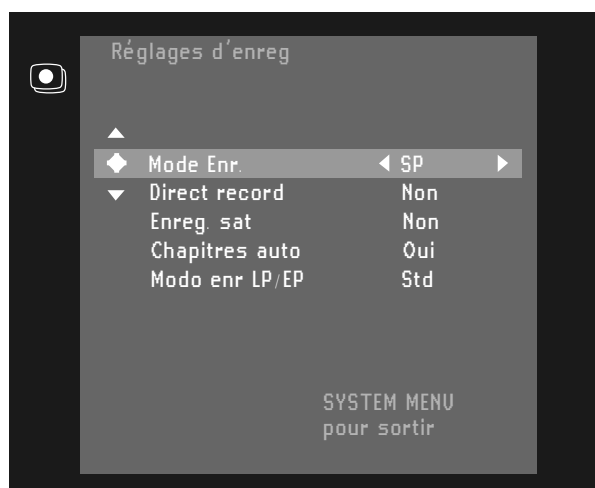 Réglages d'enreg
Mode Enr. SP
Direct record Non
Enreg. sat Non
Chapitres auto Oui
Modo enr LP/EP Std
SYSTEM MENU
pour sortir